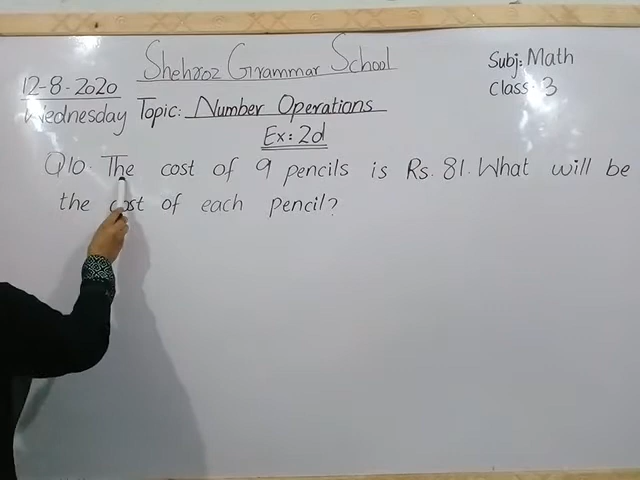 Shehroz Grammar School
Subj: Math
12-8-2020
Class: 3
Wednesday Topic: Number Operations
Ex: 2d
Q10. The cost of 9 pencils is Rs. 81. What will be
the cost of each pencil?